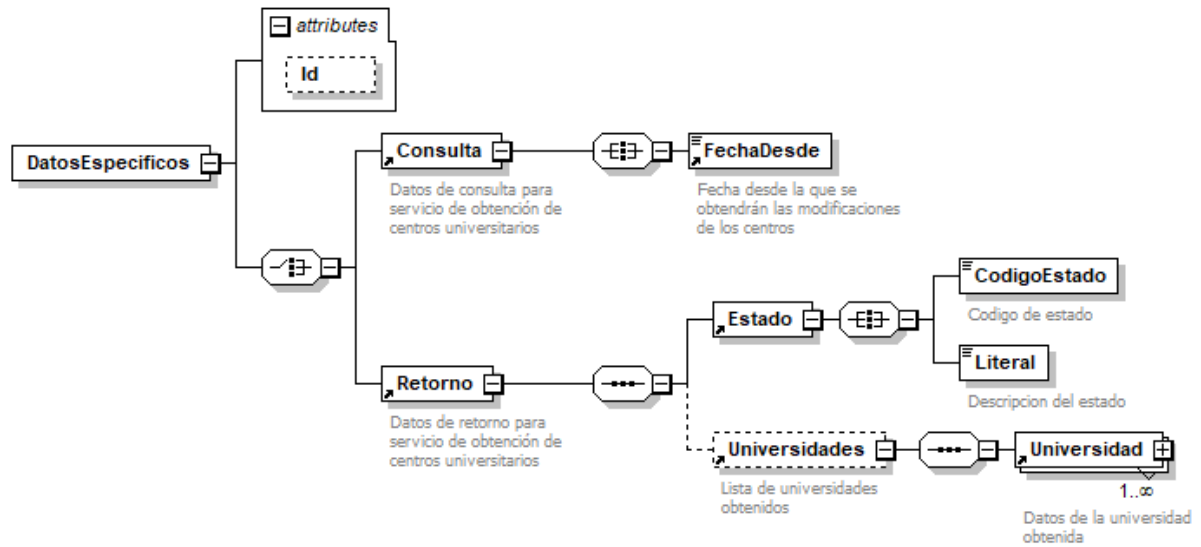 attributes
Id
DatosEspecificos
Consulta
Datos de consulta para
servicio de obtención de
centros universitarios
FechaDesde
Fecha desde la que se
obtendrán las modificaciones
de los centros
Retorno
Datos de retorno para
servicio de obtención de
centros universitarios
Estado
CodigoEstado
Codigo de estado
Literal
Descripcion del estado
Universidades
Lista de universidades
obtenidos
Universidad
1..∞
Datos de la universidad
obtenida